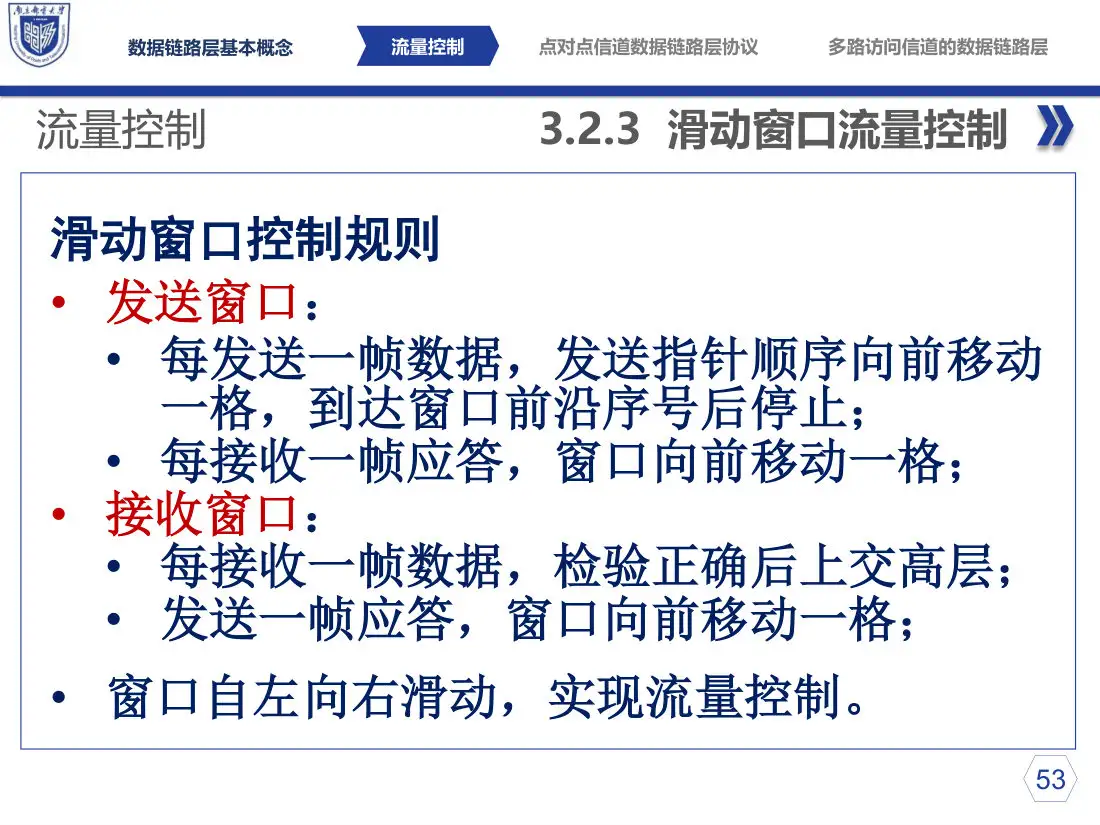 南京邮电大学
数据链路层基本概念 流量控制 点对点信道数据链路层协议 多路访问信道的数据链路层
流量控制 3.2.3 滑动窗口流量控制
滑动窗口控制规则
• 发送窗口：
• 每发送一帧数据，发送指针顺序向前移动
一格，到达窗口前沿序号后停止；
• 每接收一帧应答，窗口向前移动一格；
• 接收窗口：
• 每接收一帧数据，检验正确后上交高层；
• 发送一帧应答，窗口向前移动一格；
• 窗口自左向右滑动，实现流量控制。
53